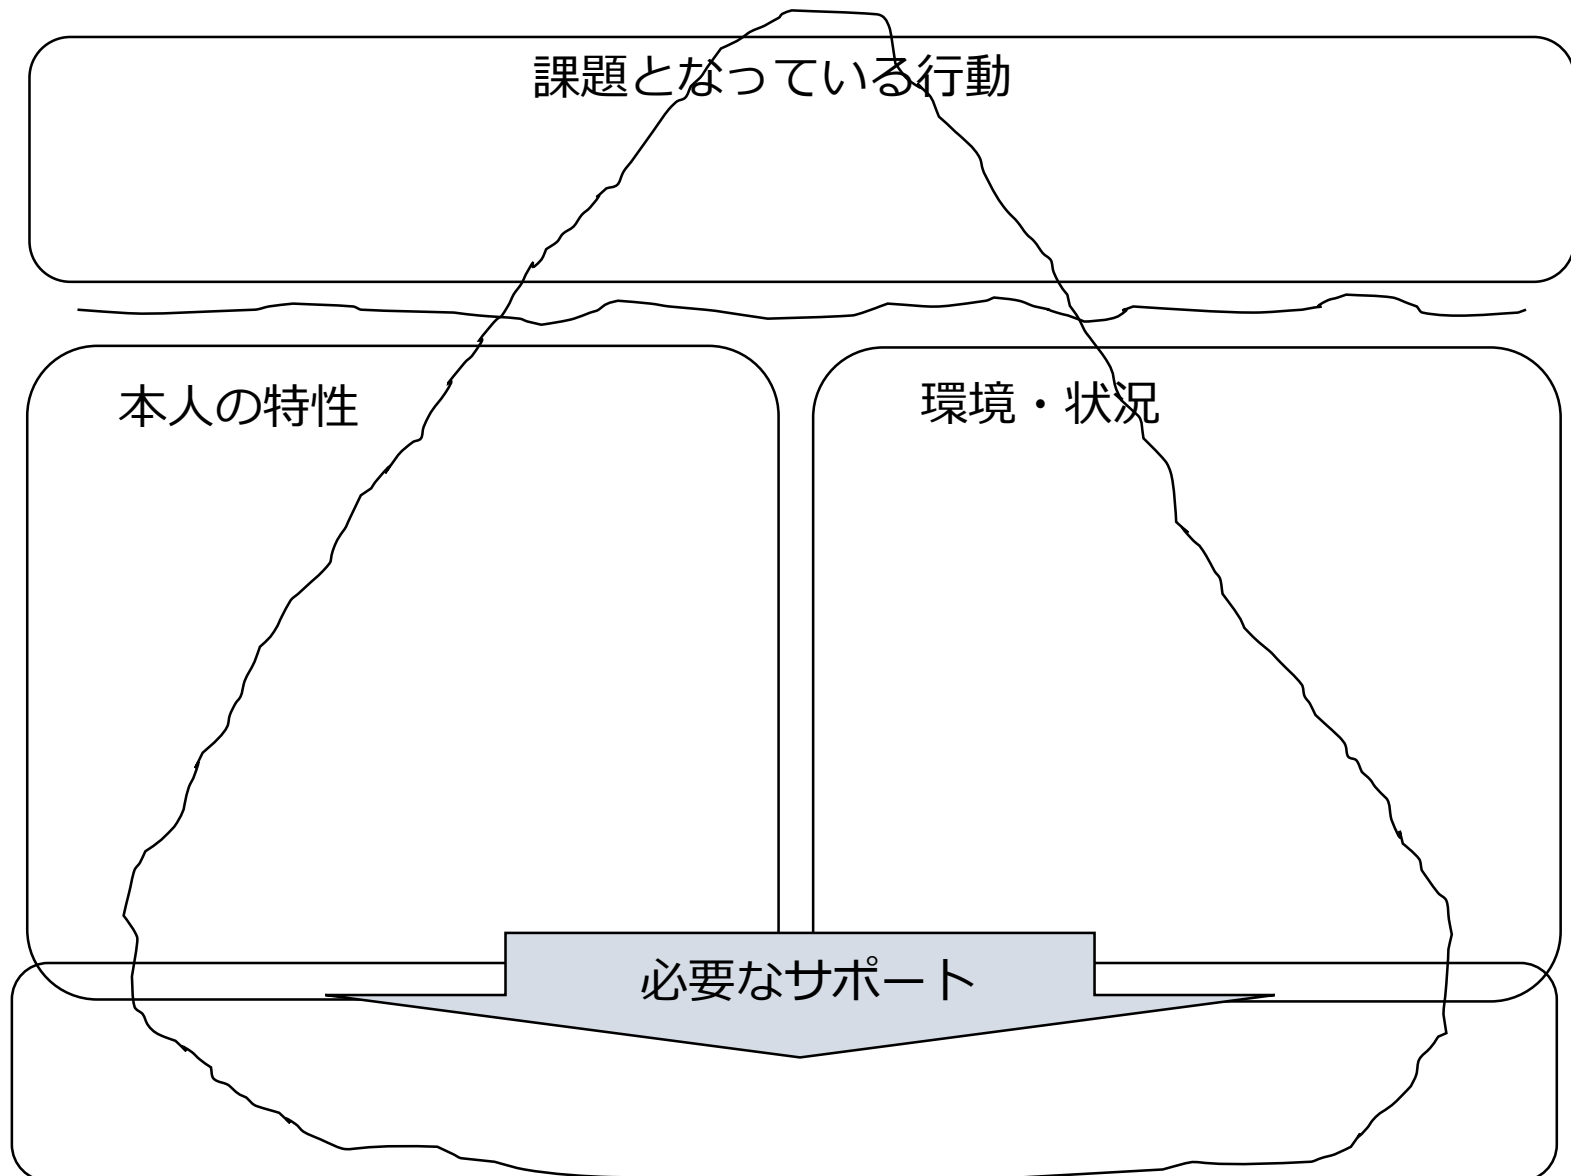 課題となっている行動
本人の特性
環境・状況
必要なサポート